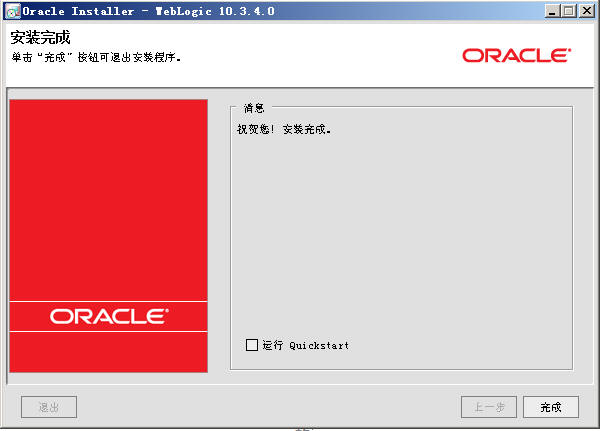 Oracle Installer - WebLogic 10.3.4.0
安装完成
单击“完成”按钮可退出安装程序。
ORACLE
消息
祝贺您! 安装完成。
ORACLE
运行 Quickstart
退出
上一步
完成